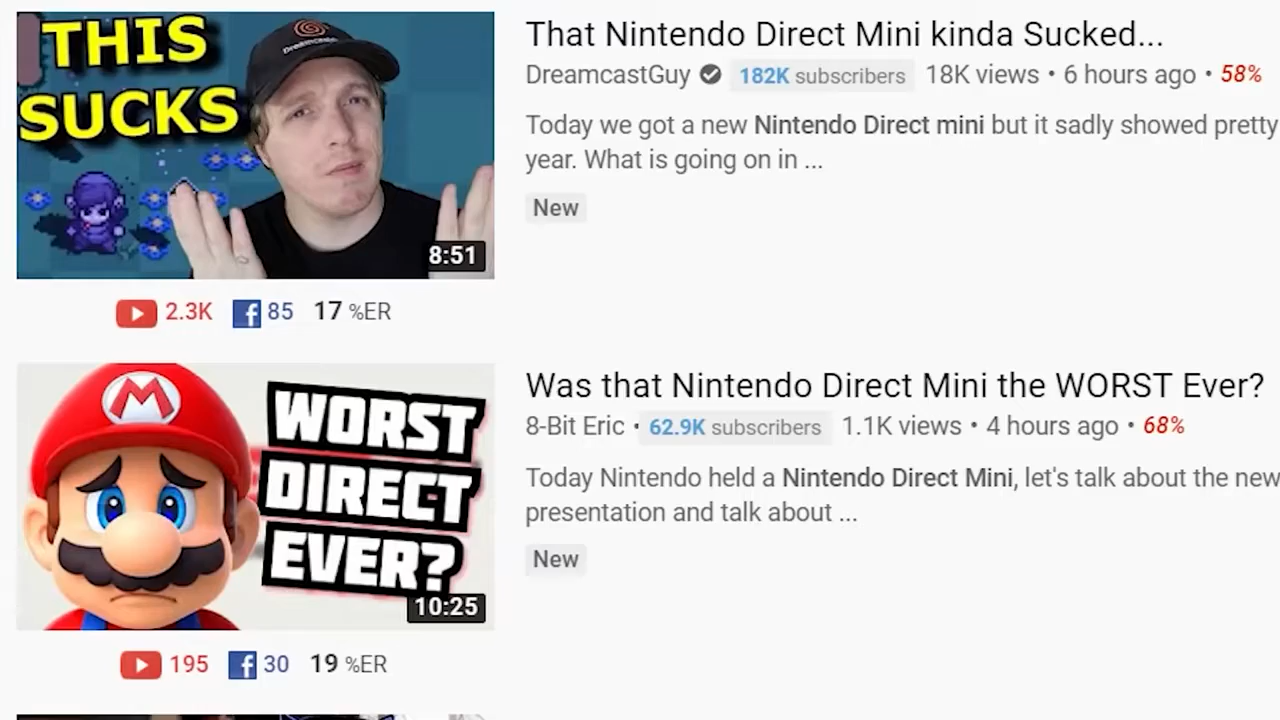 THIS
SUCKS
Dreamcast
8:51
That Nintendo Direct Mini kinda Sucked...
DreamcastGuy 182K subscribers 18K views • 6 hours ago • 58%
Today we got a new Nintendo Direct mini but it sadly showed pretty
year. What is going on in ...
New
2.3K f 85 17 %ER
M
WORST
DIRECT
EVER?
10:25
Was that Nintendo Direct Mini the WORST Ever?
8-Bit Eric • 62.9K subscribers 1.1K views • 4 hours ago • 68%
Today Nintendo held a Nintendo Direct Mini, let's talk about the new
presentation and talk about ...
New
195 f 30 19 %ER